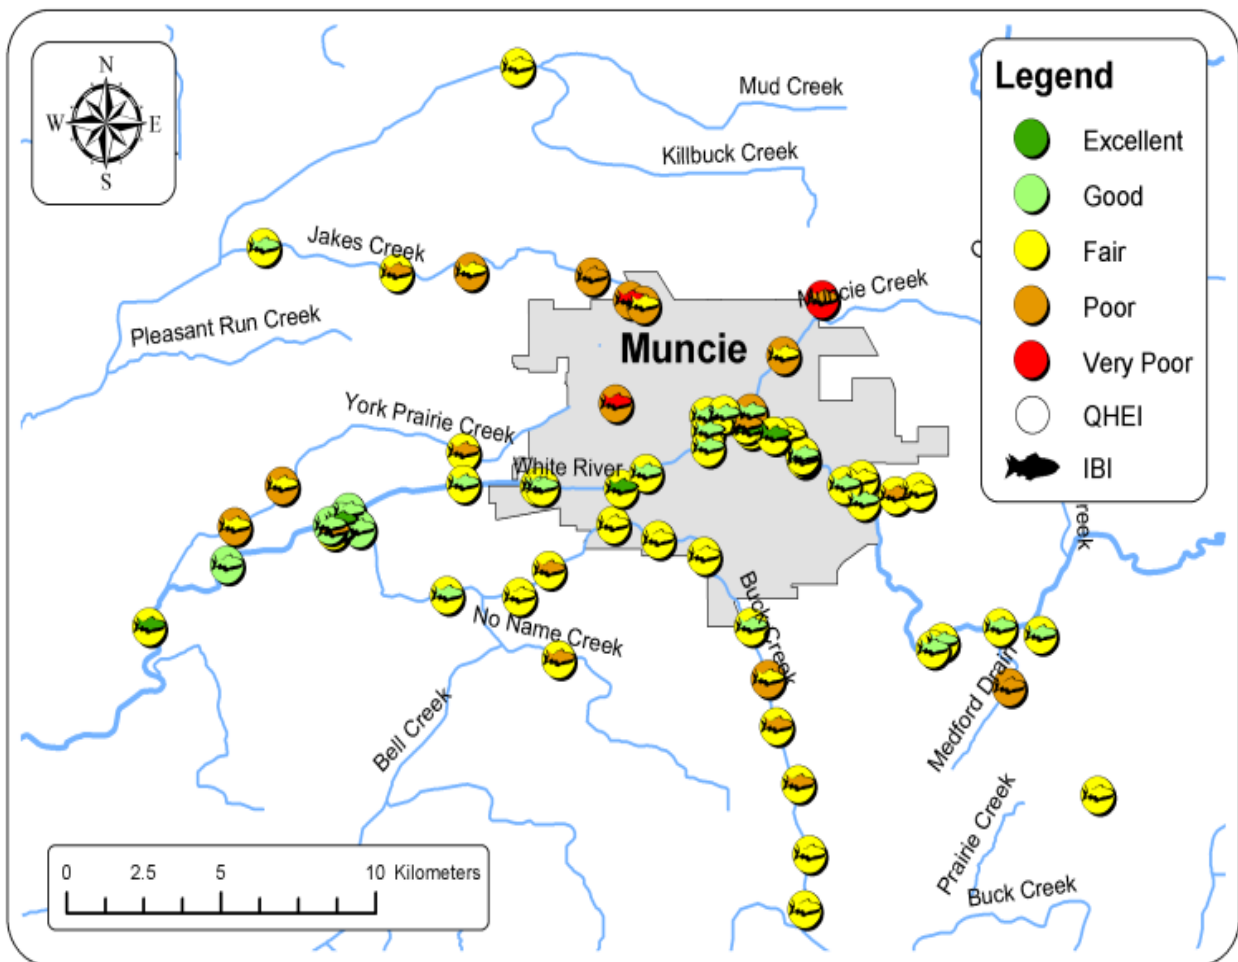 N
W E
S
Legend
Excellent
Good
Fair
Poor
Very Poor
QHEI
IBI
Mud Creek
Killbuck Creek
Jakes Creek
Muncie Creek
Pleasant Run Creek
Muncie
York Prairie Creek
White River
reek
Buck Creek
No Name Creek
Bell Creek
Medford Drain
Prairie Creek
Buck Creek
0 2.5 5 10 Kilometers